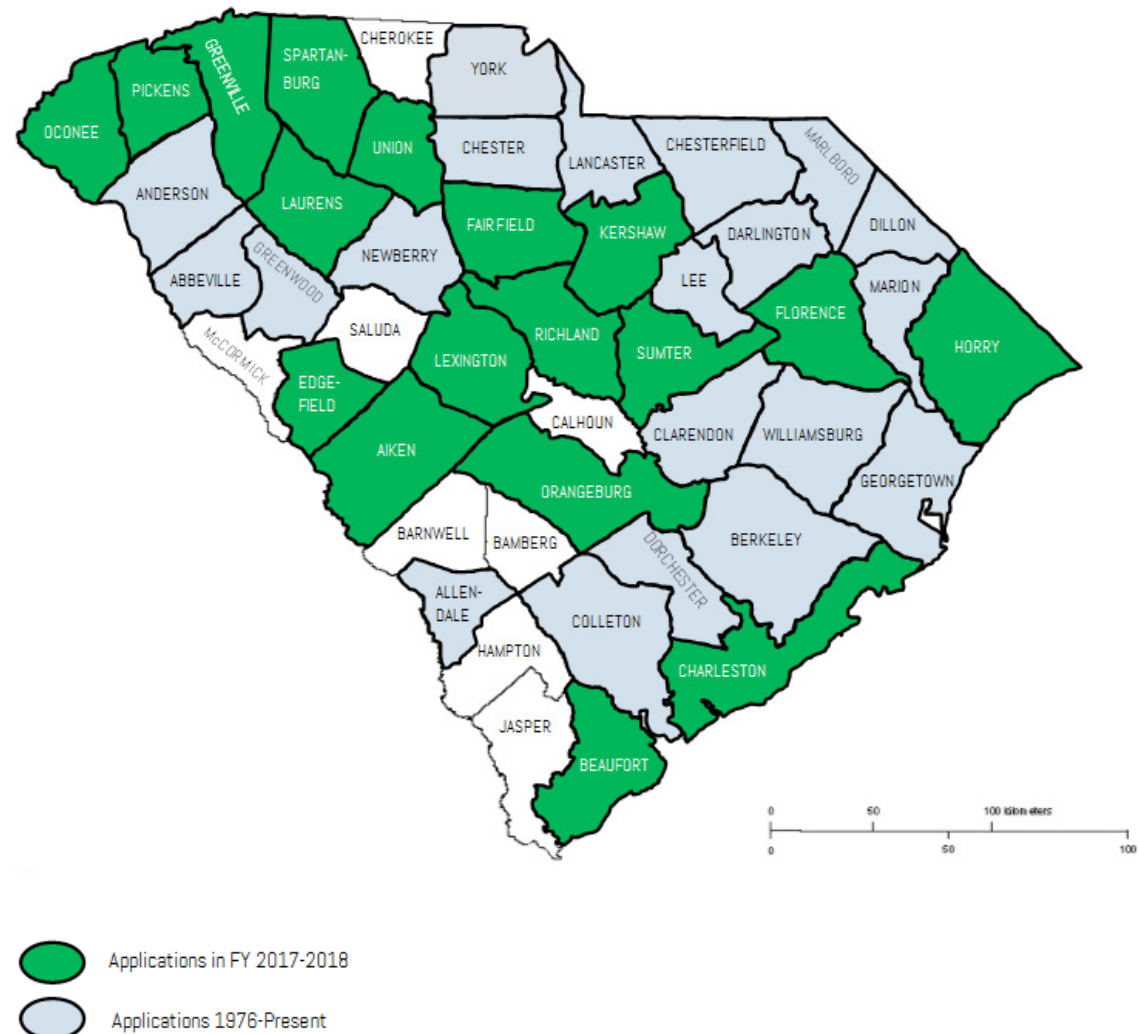 CHEROKEE
YORK
GREENVILLE
SPARTAN-
BURG
PICKENS
OCONEE
UNION
CHESTER
LANCASTER
CHESTERFIELD
MARLBORO
ANDERSON
LAURENS
FAIRFIELD
KERSHAW
DARLINGTON
DILLON
NEWBERRY
GREENWOOD
ABBEVILLE
LEE
MARION
McCORMICK
SALUDA
LEXINGTON
RICHLAND
SUMTER
FLORENCE
HORRY
EDGE-
FIELD
CALHOUN
CLARENDON
WILLIAMSBURG
AIKEN
ORANGEBURG
GEORGETOWN
BARNWELL
BAMBERG
DORCHESTER
BERKELEY
ALLEN-
DALE
COLLETON
HAMPTON
CHARLESTON
JASPER
BEAUFORT
0 50 100 Kilometers
0 50 100
Applications in FY 2017-2018
Applications 1976-Present